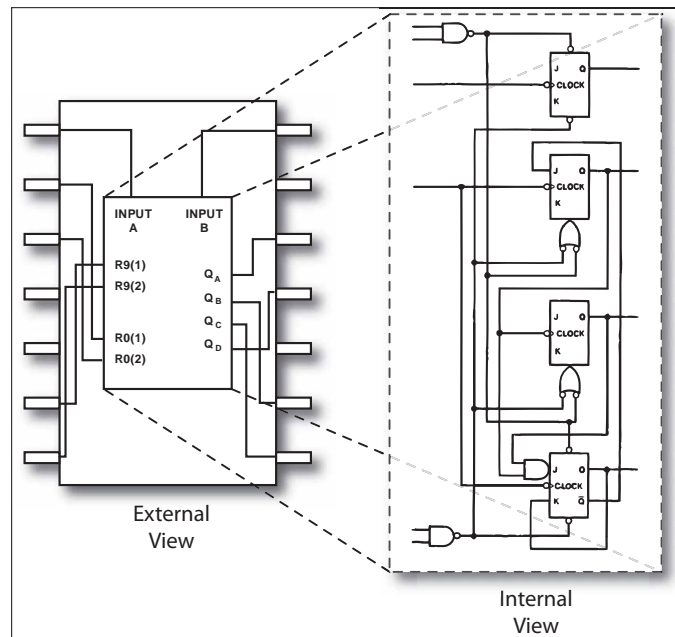 INPUT INPUT
A B
R9(1)
R9(2)
R0(1)
R0(2)
QA
QB
QC
QD
External
View
J Q
CLOCK
K
J Q
CLOCK
K
J Q
CLOCK
K
J Q
CLOCK
K Q̅
Internal
View